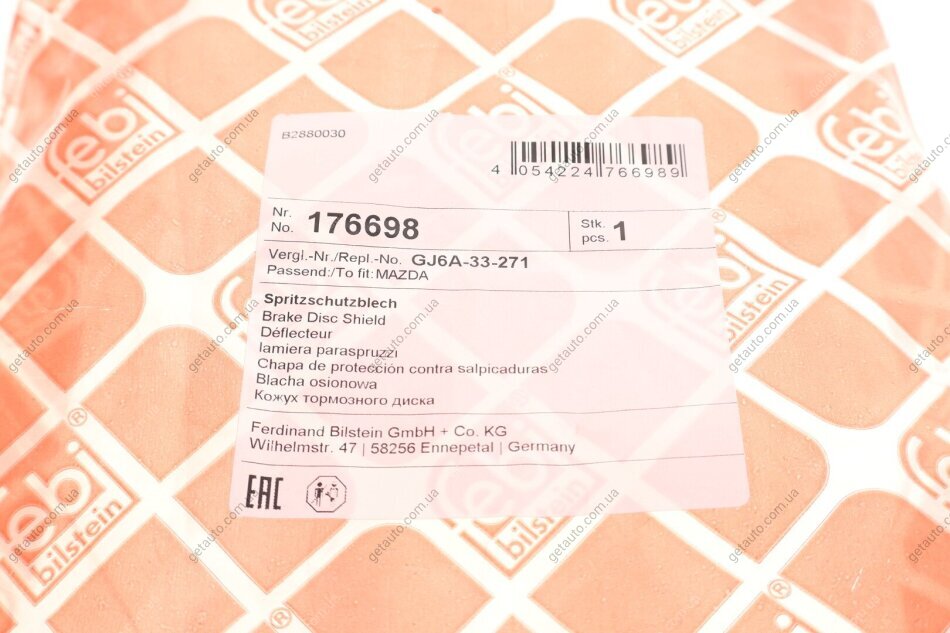 B2880030
4 054224 766989
Nr.
No. 176698
Stk.
pcs. 1
Vergl.-Nr./Repl.-No. GJ6A-33-271
Passend:/To fit: MAZDA
Spritzschutzblech
Brake Disc Shield
Déflecteur
lamiera paraspruzzi
Chapa de protección contra salpicaduras
Blacha osionowa
Кожух тормозного диска
Ferdinand Bilstein GmbH + Co. KG
Wilhelmstr. 47 | 58256 Ennepetal | Germany
EAC
febi
bilstein
getauto.com.ua